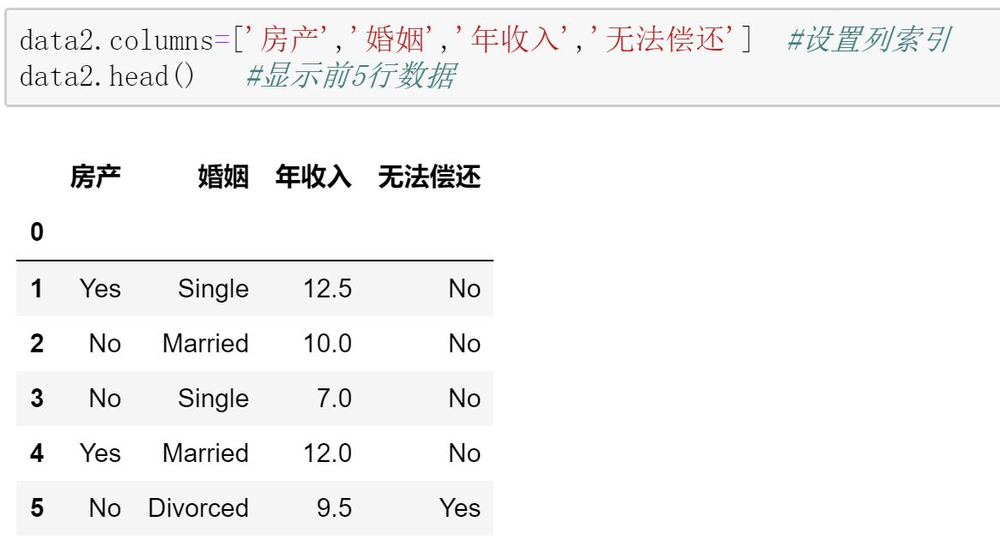 data2.columns=['房产','婚姻','年收入','无法偿还']  #设置列索引
data2.head()   #显示前5行数据
房产 婚姻 年收入 无法偿还
0
1 Yes Single 12.5 No
2 No Married 10.0 No
3 No Single 7.0 No
4 Yes Married 12.0 No
5 No Divorced 9.5 Yes